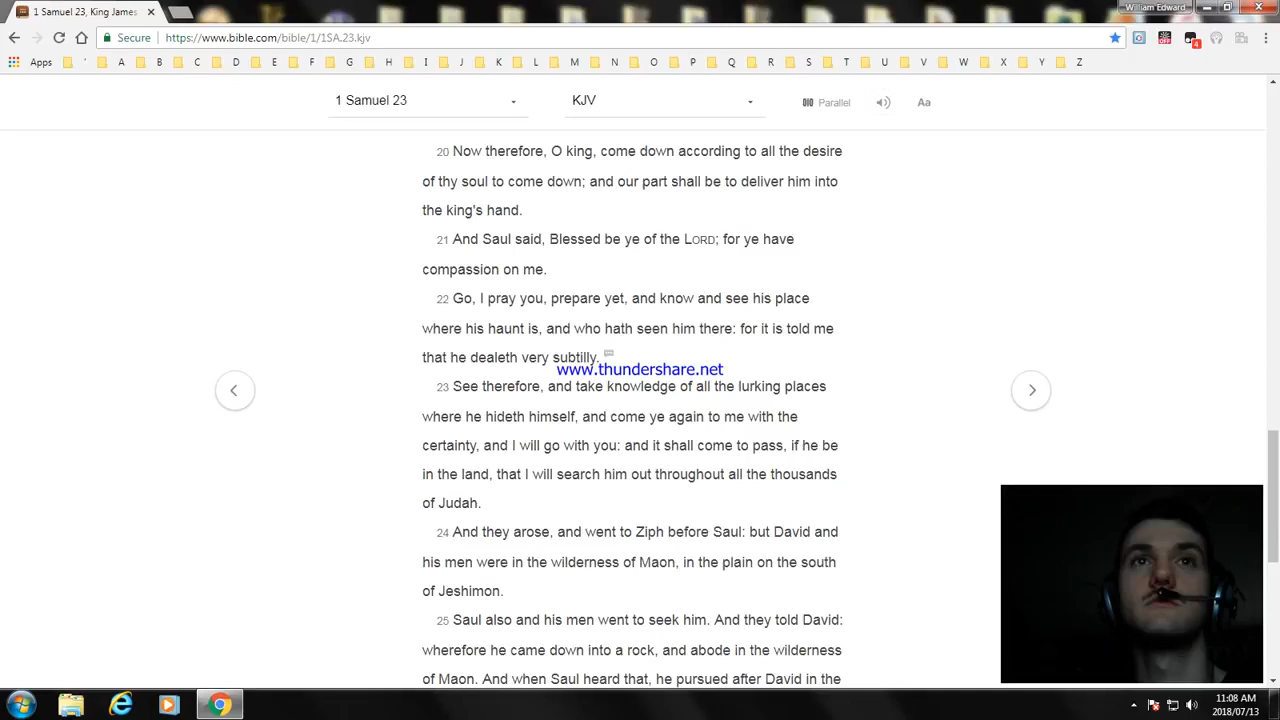 1 Samuel 23, King James
William Edward
Secure
https://www.bible.com/bible/1/1SA.23.kjv
OFF
4
Apps ' A B C D E F G H I J K L M N O P Q R S T U V W X Y Z
1 Samuel 23
KJV
Parallel
Aa
20 Now therefore, O king, come down according to all the desire
of thy soul to come down; and our part shall be to deliver him into
the king's hand.
21 And Saul said, Blessed be ye of the LORD; for ye have
compassion on me.
22 Go, I pray you, prepare yet, and know and see his place
where his haunt is, and who hath seen him there: for it is told me
that he dealeth very subtilly.
www.thundershare.net
23 See therefore, and take knowledge of all the lurking places
where he hideth himself, and come ye again to me with the
certainty, and I will go with you: and it shall come to pass, if he be
in the land, that I will search him out throughout all the thousands
of Judah.
24 And they arose, and went to Ziph before Saul: but David and
his men were in the wilderness of Maon, in the plain on the south
of Jeshimon.
25 Saul also and his men went to seek him. And they told David:
wherefore he came down into a rock, and abode in the wilderness
of Maon. And when Saul heard that, he pursued after David in the
11:08 AM
2018/07/13